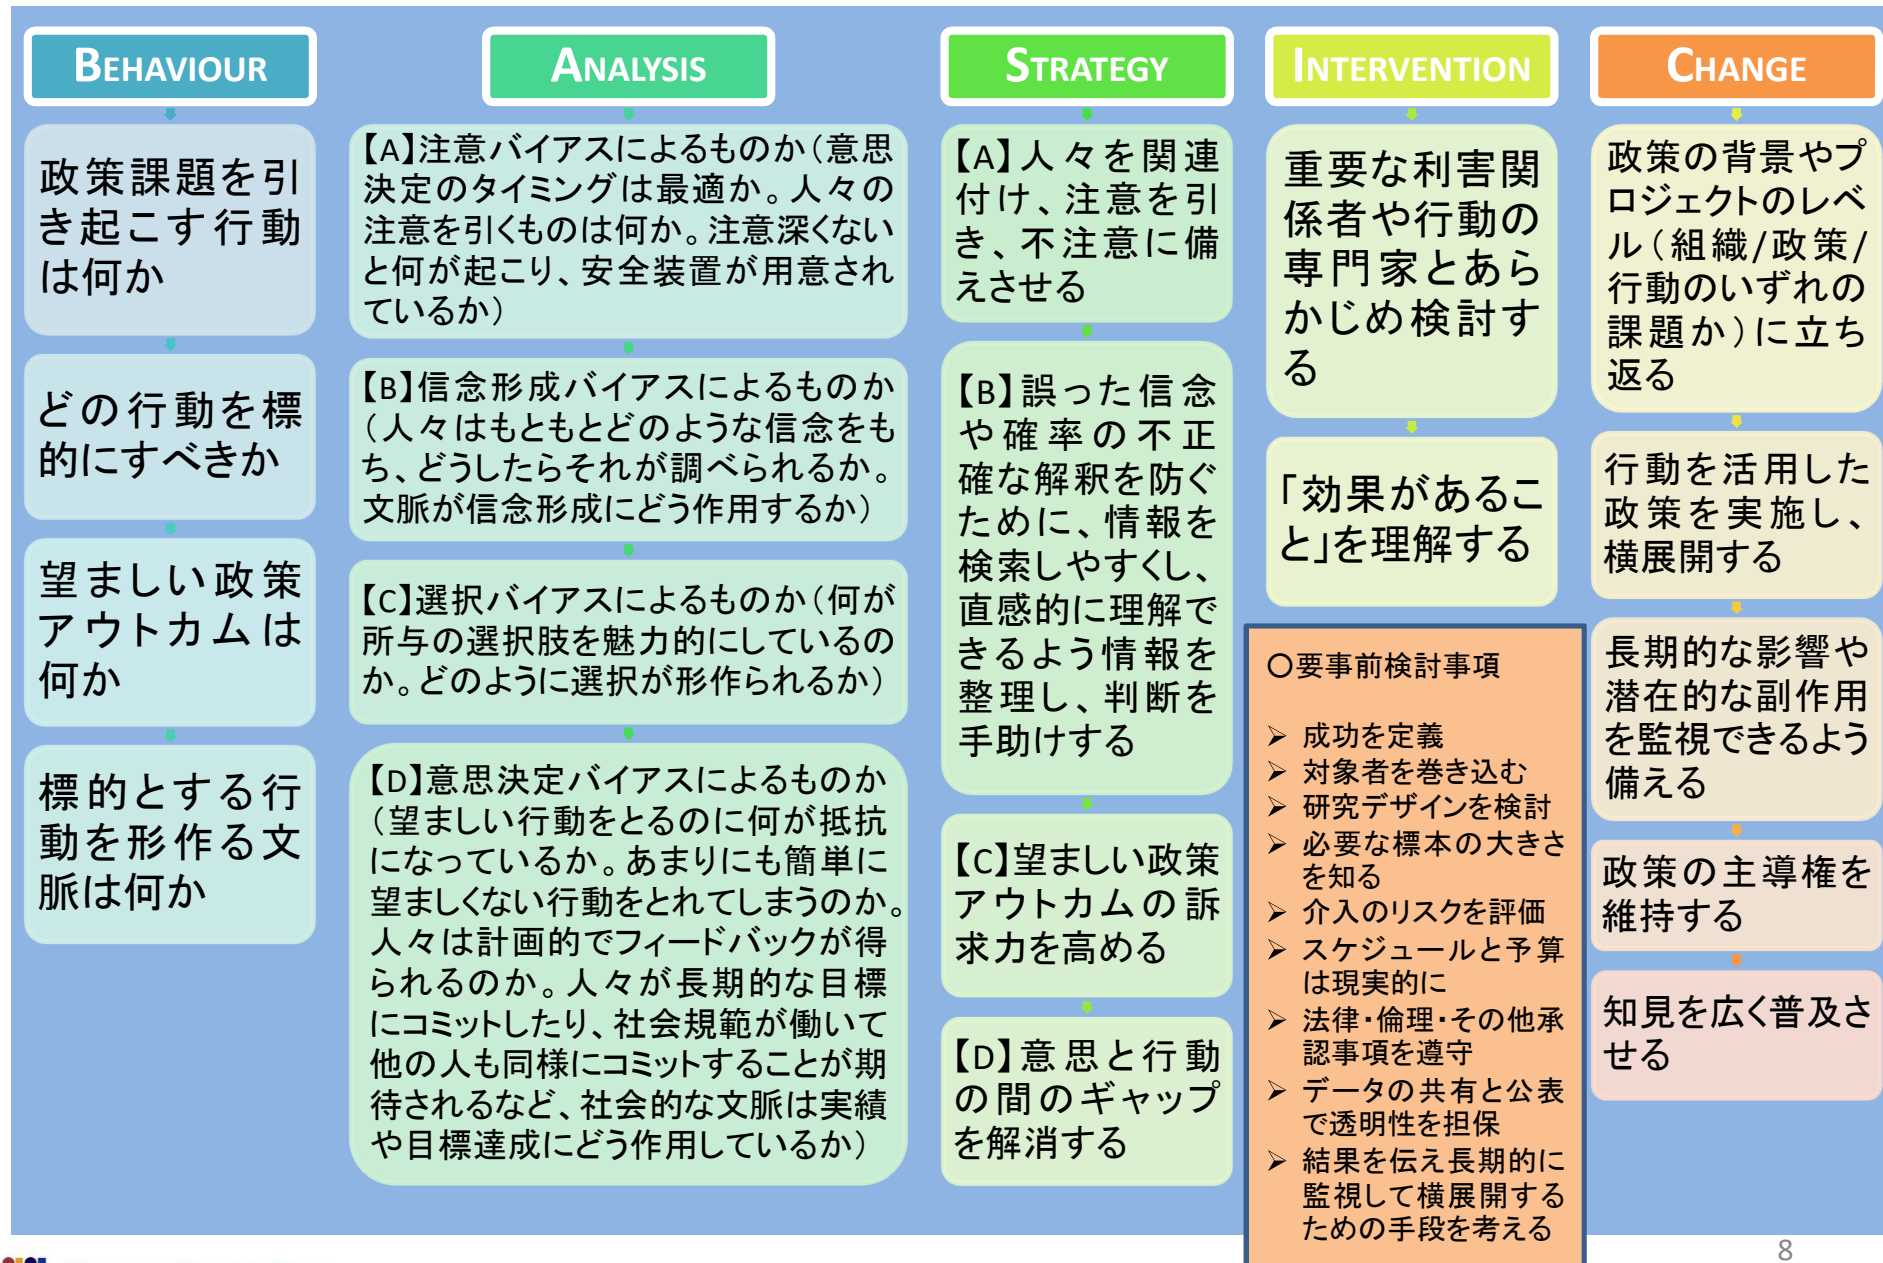 BEHAVIOUR
政策課題を引
き起こす行動
は何か
どの行動を標
的にすべきか
望ましい政策
アウトカムは
何か
標的とする行
動を形作る文
脈は何か
ANALYSIS
【A】注意バイアスによるものか（意思
決定のタイミングは最適か。人々の
注意を引くものは何か。注意深くない
と何が起こり、安全装置が用意され
ているか）
【B】信念形成バイアスによるものか
（人々はもともとどのような信念をも
ち、どうしたらそれが調べられるか。
文脈が信念形成にどう作用するか）
【C】選択バイアスによるものか（何が
所与の選択肢を魅力的にしているの
か。どのように選択が形作られるか）
【D】意思決定バイアスによるものか
（望ましい行動をとるのに何が抵抗
になっているか。あまりにも簡単に
望ましくない行動をとれてしまうのか。
人々は計画的でフィードバックが得
られるのか。人々が長期的な目標
にコミットしたり、社会規範が働いて
他の人も同様にコミットすることが期
待されるなど、社会的な文脈は実績
や目標達成にどう作用しているか）
STRATEGY
【A】人々を関連
付け、注意を引
き、不注意に備
えさせる
【B】誤った信念
や確率の不正
確な解釈を防ぐ
ために、情報を
検索しやすくし、
直感的に理解で
きるよう情報を
整理し、判断を
手助けする
【C】望ましい政策
アウトカムの訴
求力を高める
【D】意思と行動
の間のギャップ
を解消する
INTERVENTION
重要な利害関
係者や行動の
専門家とあら
かじめ検討す
る
「効果があるこ
と」を理解する
○要事前検討事項
➢ 成功を定義
➢ 対象者を巻き込む
➢ 研究デザインを検討
➢ 必要な標本の大きさ
を知る
➢ 介入のリスクを評価
➢ スケジュールと予算
は現実的に
➢ 法律・倫理・その他承
認事項を遵守
➢ データの共有と公表
で透明性を担保
➢ 結果を伝え長期的に
監視して横展開する
ための手段を考える
CHANGE
政策の背景やプ
ロジェクトのレベ
ル（組織/政策/
行動のいずれの
課題か）に立ち
返る
行動を活用した
政策を実施し、
横展開する
長期的な影響や
潜在的な副作用
を監視できるよう
備える
政策の主導権を
維持する
知見を広く普及さ
せる
8